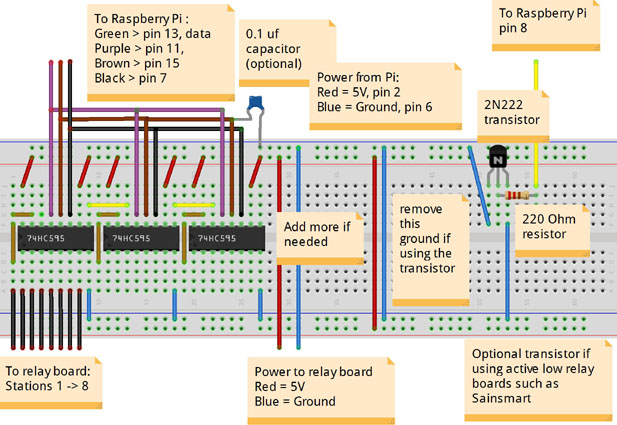 To Raspberry Pi :
Green > pin 13, data
Purple > pin 11,
Brown > pin 15
Black > pin 7
0.1 uf
capacitor
(optional)
To Raspberry Pi
pin 8
Power from Pi:
Red = 5V, pin 2
Blue = Ground, pin 6
2N222
transistor
N
remove
this
ground if
using the
transistor
220 Ohm
resistor
Add more if
needed
74HC595
74HC595
74HC595
To relay board:
Stations 1 -> 8
Power to relay board
Red = 5V
Blue = Ground
Optional transistor if
using active low relay
boards such as
Sainsmart